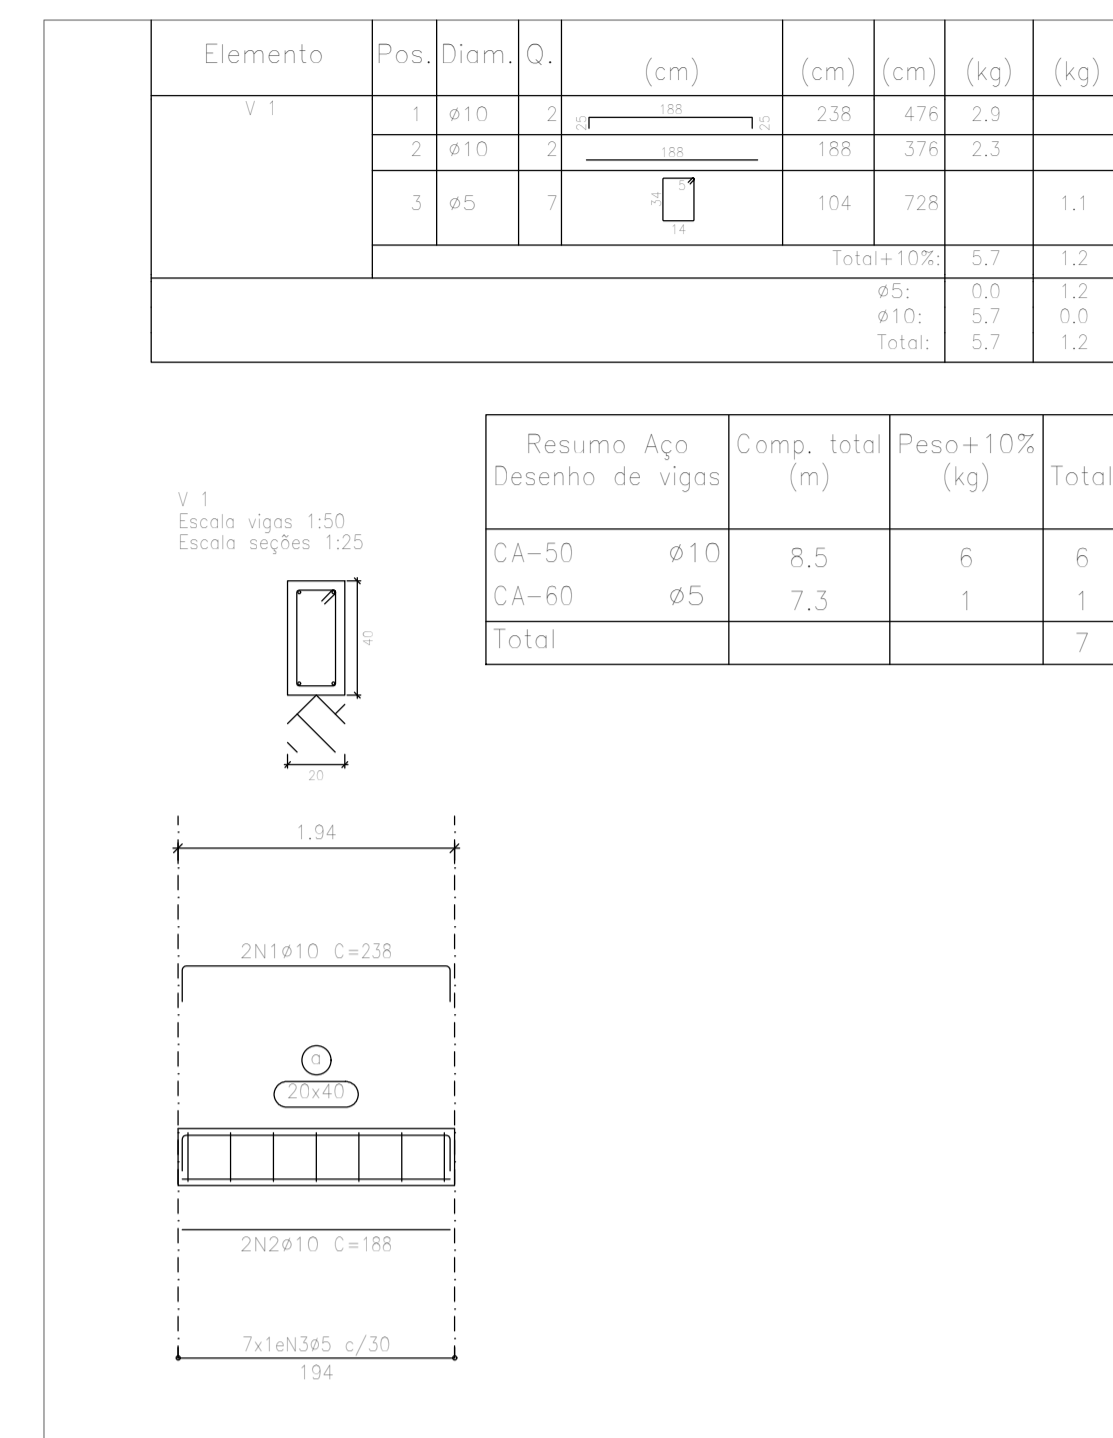 Elemento Pos. Diam. Q. (cm) (cm) (cm) (kg) (kg)
V 1 1 ø10 2 25 188 25 238 476 2.9
2 ø10 2 188 188 376 2.3
3 ø5 7 34 5 14 104 728 1.1
Total+10%: 5.7 1.2
ø5: 0.0 1.2
ø10: 5.7 0.0
Total: 5.7 1.2
Resumo Aço Comp. total Peso+10%
Desenho de vigas (m) (kg) Total
CA-50 ø10 8.5 6 6
CA-60 ø5 7.3 1 1
Total 7
V 1
Escala vigas 1:50
Escala seções 1:25
40
20
1.94
2N1ø10 C=238
a
20x40
2N2ø10 C=188
7x1eN3ø5 c/30
194